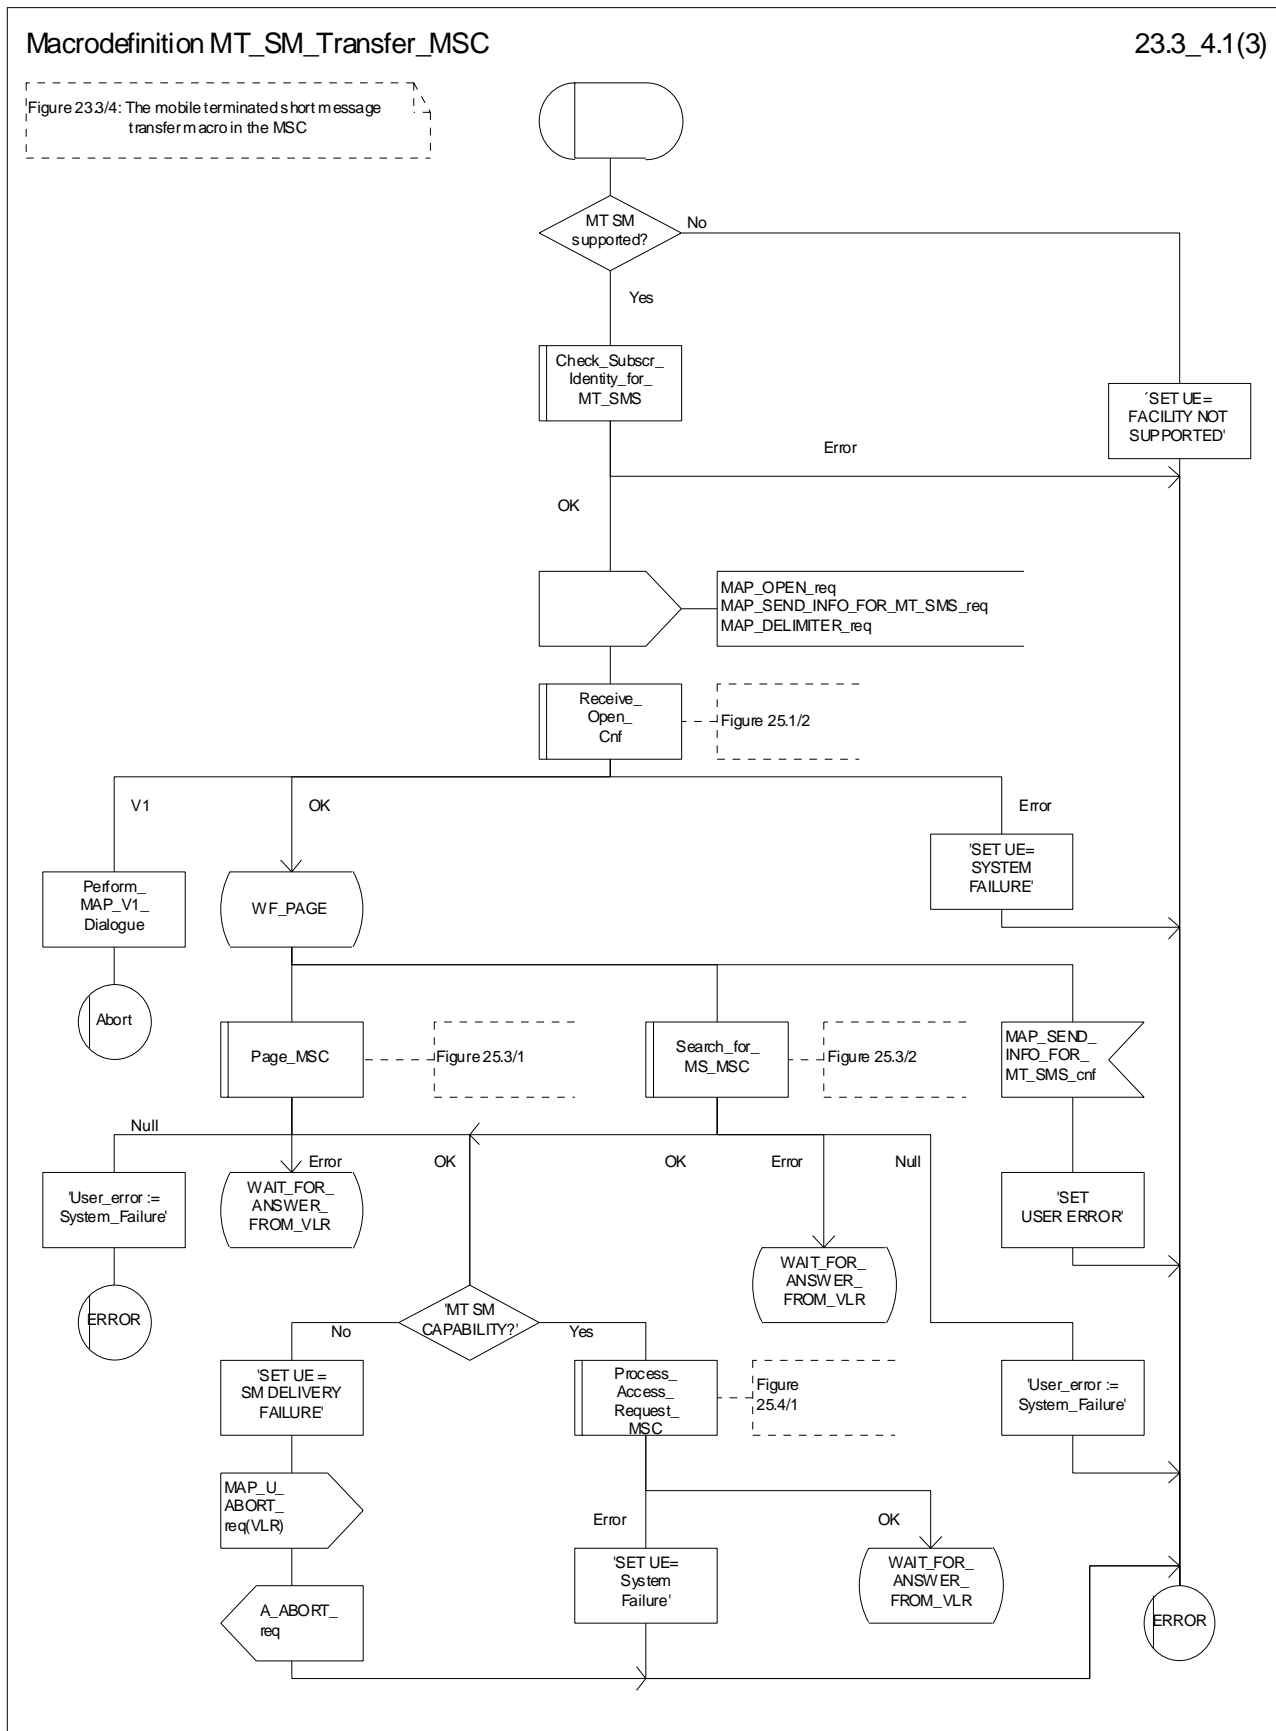 Macrodefinition MT_SM_Transfer_MSC
23.3_4.1(3)
Figure 23.3/4: The mobile terminated short message
transfer macro in the MSC
MT SM
supported?
No
Yes
Check_Subscr_
Identity_for_
MT_SMS
´SET UE=
FACILITY NOT
SUPPORTED'
Error
OK
MAP_OPEN_req
MAP_SEND_INFO_FOR_MT_SMS_req
MAP_DELIMITER_req
Receive_
Open_
Cnf
Figure 25.1/2
V1
OK
Error
Perform_
MAP_V1_
Dialogue
WF_PAGE
'SET UE=
SYSTEM
FAILURE'
Abort
Page_MSC
Figure 25.3/1
Search_for_
MS_MSC
Figure 25.3/2
MAP_SEND_
INFO_FOR_
MT_SMS_cnf
Null
Error
OK
OK
Error
Null
'User_error :=
System_Failure'
WAIT_FOR_
ANSWER_
FROM_VLR
'SET
USER ERROR'
WAIT_FOR_
ANSWER_
FROM_VLR
ERROR
'MT SM
CAPABILITY?'
No
Yes
'SET UE =
SM DELIVERY
FAILURE'
Process_
Access_
Request_
MSC
Figure
25.4/1
'User_error :=
System_Failure'
MAP_U_
ABORT_
req(VLR)
Error
OK
'SET UE=
System
Failure'
WAIT_FOR_
ANSWER_
FROM_VLR
A_ABORT_
req
ERROR